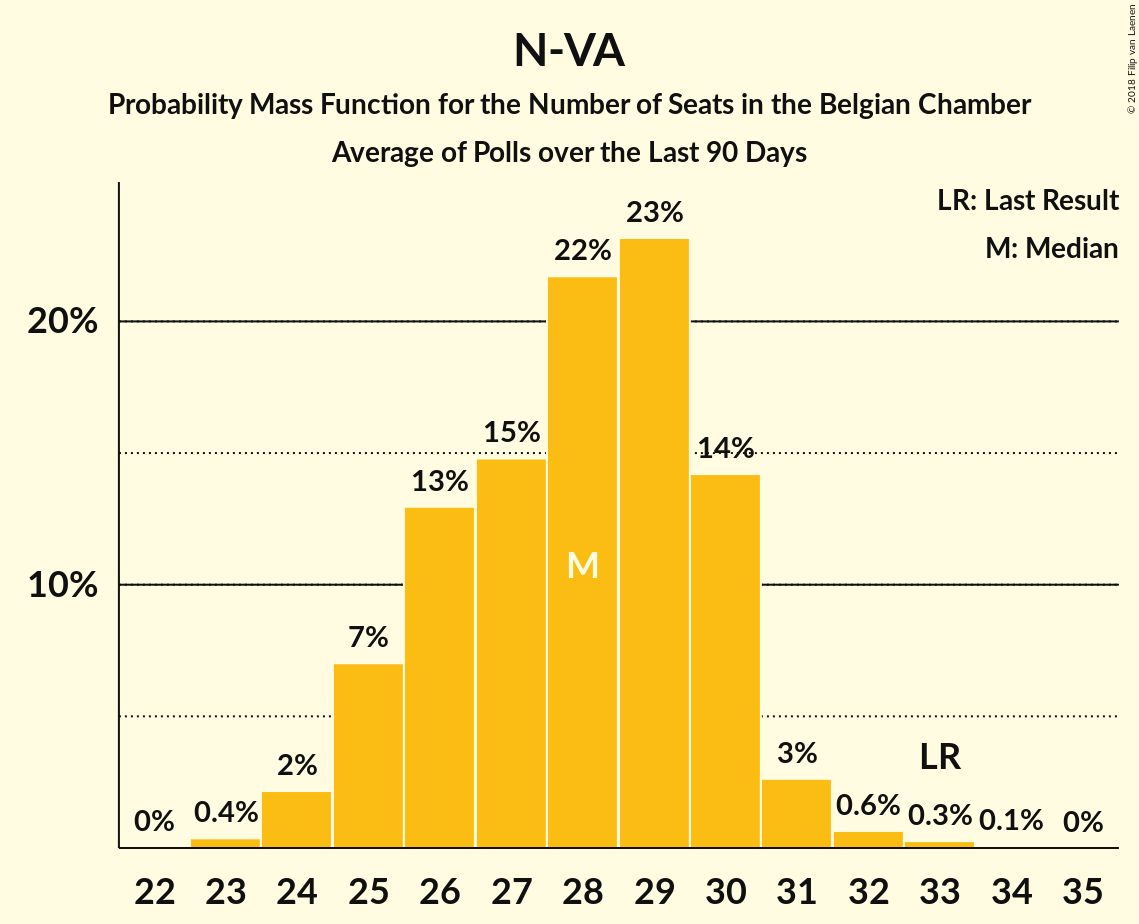 N-VA
Probability Mass Function for the Number of Seats in the Belgian Chamber
Average of Polls over the Last 90 Days
© 2018 Filip van Laenen
LR: Last Result
M: Median
20%
10%
0%
0.4%
2%
7%
13%
15%
22%
23%
14%
3%
0.6%
0.3%
0.1%
0%
M
LR
22 23 24 25 26 27 28 29 30 31 32 33 34 35